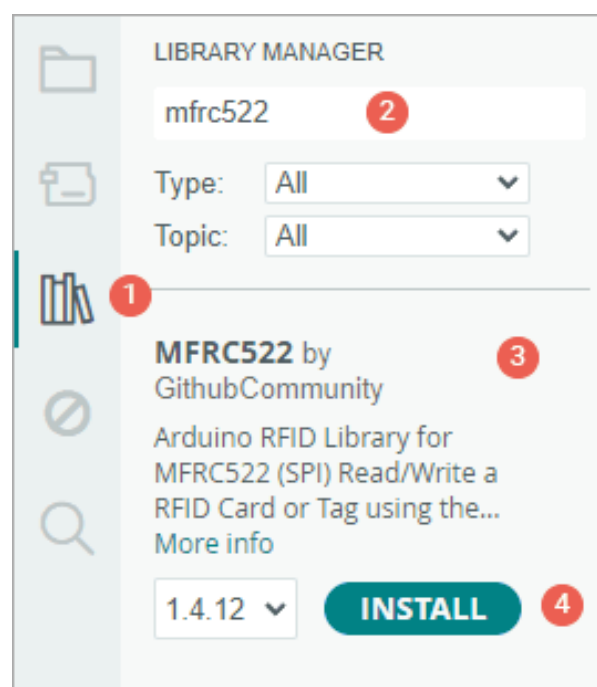 LIBRARY MANAGER
mfrc522 2
Type: All
Topic: All
1
MFRC522 by 3
GithubCommunity
Arduino RFID Library for
MFRC522 (SPI) Read/Write a
RFID Card or Tag using the...
More info
1.4.12 INSTALL 4